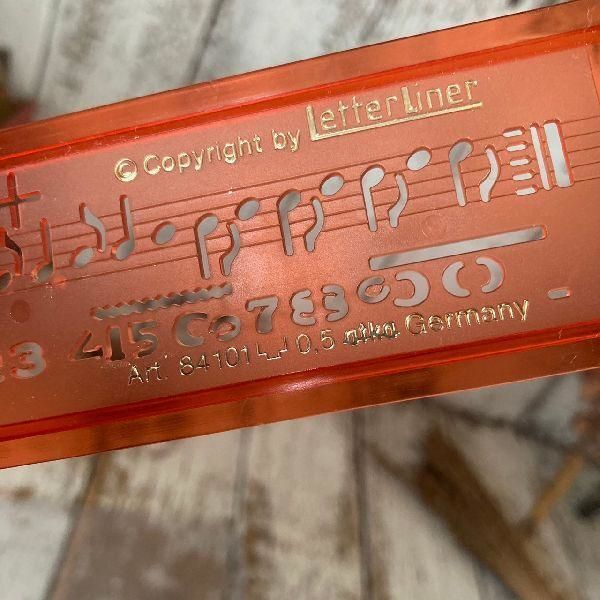 © Copyright by LetterLiner
Art. 84101 0,5 Germany